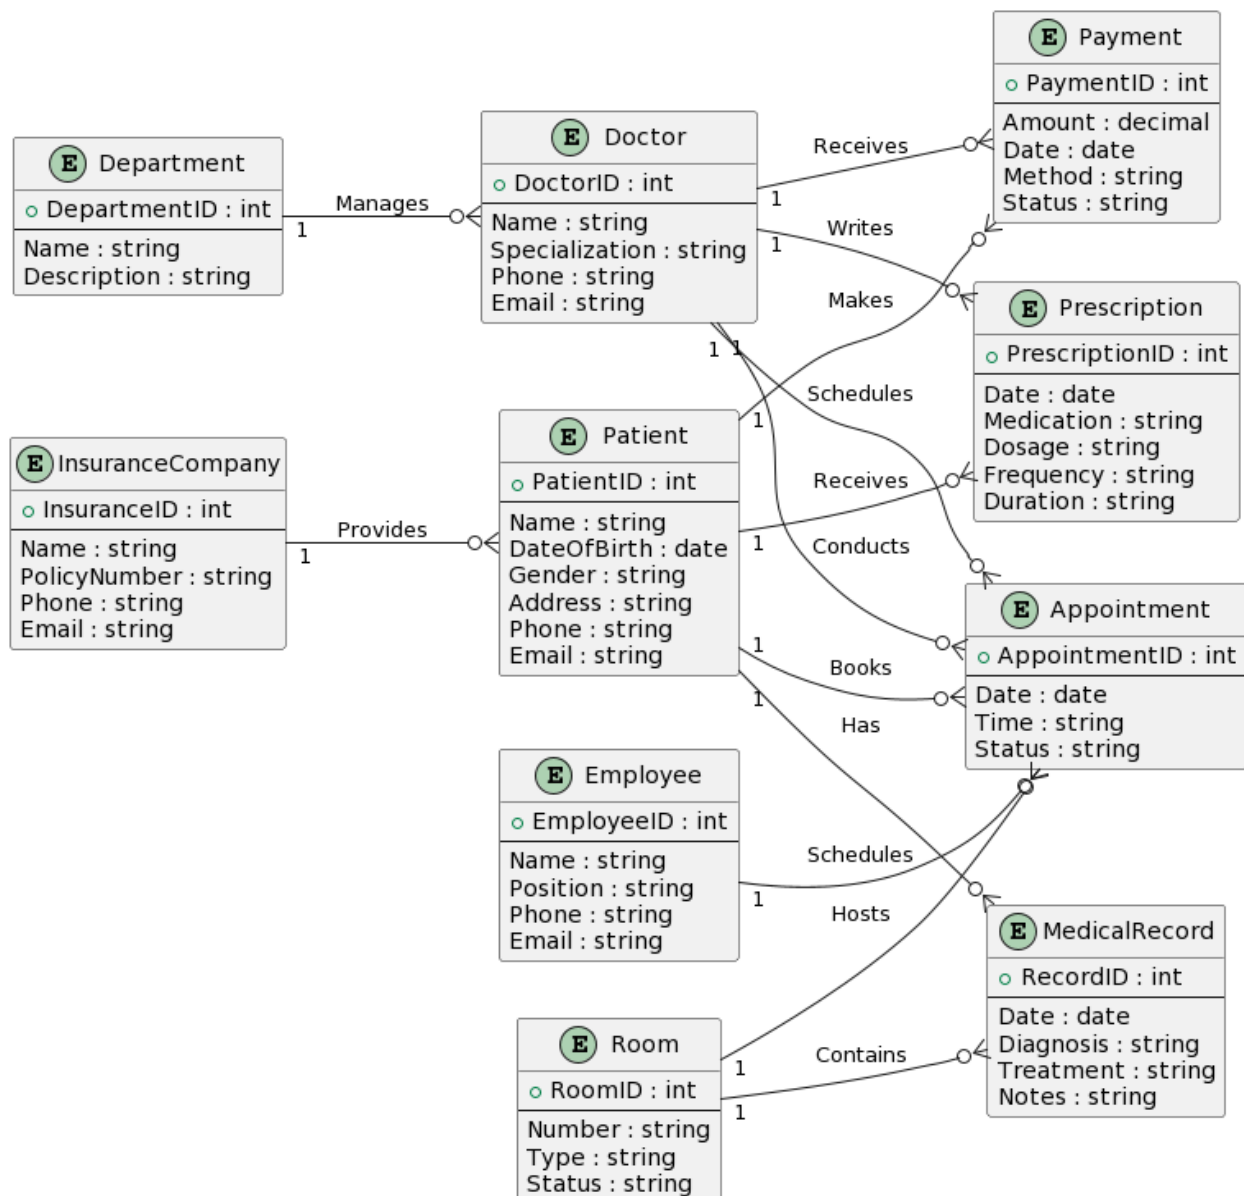 E Payment
PaymentID : int
Amount : decimal
Date : date
Method : string
Status : string
E Department
DepartmentID : int
Name : string
Description : string
Manages
1
E Doctor
DoctorID : int
Name : string
Specialization : string
Phone : string
Email : string
Receives
1
Writes
1
Makes
1
E Prescription
PrescriptionID : int
Date : date
Medication : string
Dosage : string
Frequency : string
Duration : string
1
1
Schedules
E InsuranceCompany
InsuranceID : int
Name : string
PolicyNumber : string
Phone : string
Email : string
Provides
1
E Patient
PatientID : int
Name : string
DateOfBirth : date
Gender : string
Address : string
Phone : string
Email : string
Receives
1
Conducts
1
Books
1
Has
E Appointment
AppointmentID : int
Date : date
Time : string
Status : string
E Employee
EmployeeID : int
Name : string
Position : string
Phone : string
Email : string
Schedules
1
Hosts
1
E MedicalRecord
RecordID : int
Date : date
Diagnosis : string
Treatment : string
Notes : string
E Room
RoomID : int
Number : string
Type : string
Status : string
Contains
1